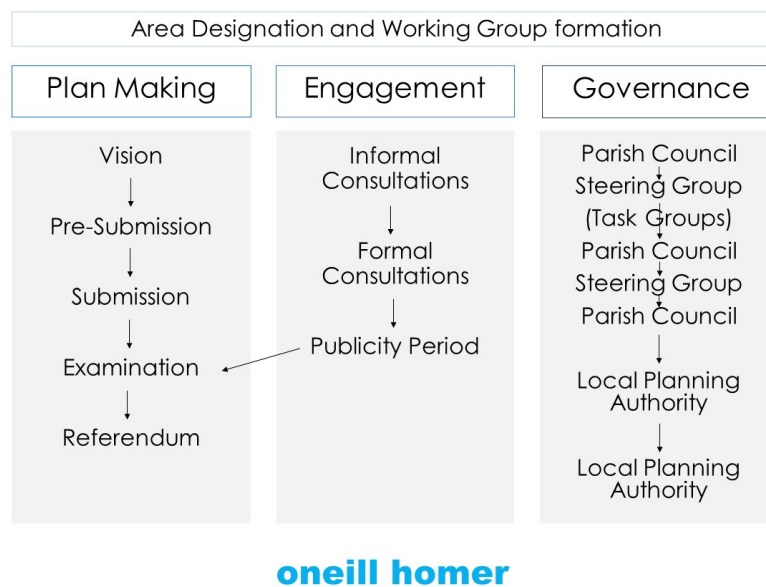 Area Designation and Working Group formation
Plan Making
Vision
Pre-Submission
Submission
Examination
Referendum
Engagement
Informal
Consultations
Formal
Consultations
Publicity Period
Governance
Parish Council
Steering Group
(Task Groups)
Parish Council
Steering Group
Parish Council
Local Planning
Authority
Local Planning
Authority
oneill homer